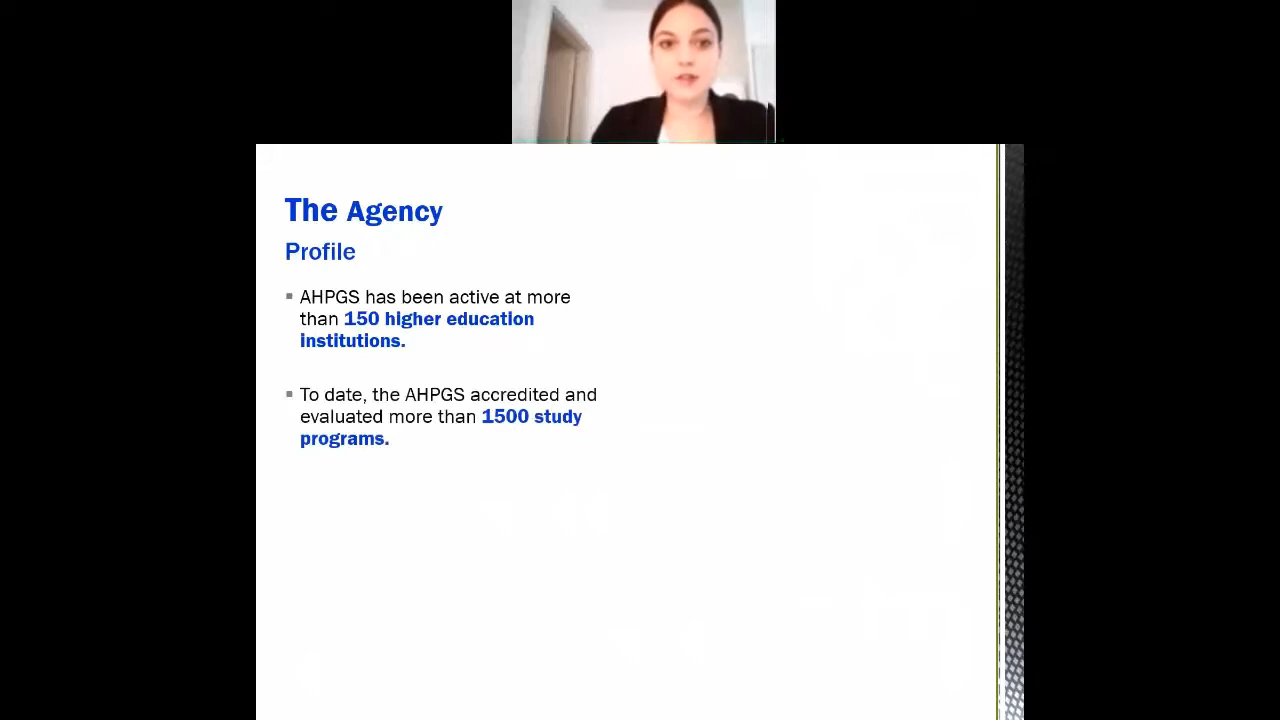 The Agency
Profile
AHPGS has been active at more
than 150 higher education
institutions.
To date, the AHPGS accredited and
evaluated more than 1500 study
programs.